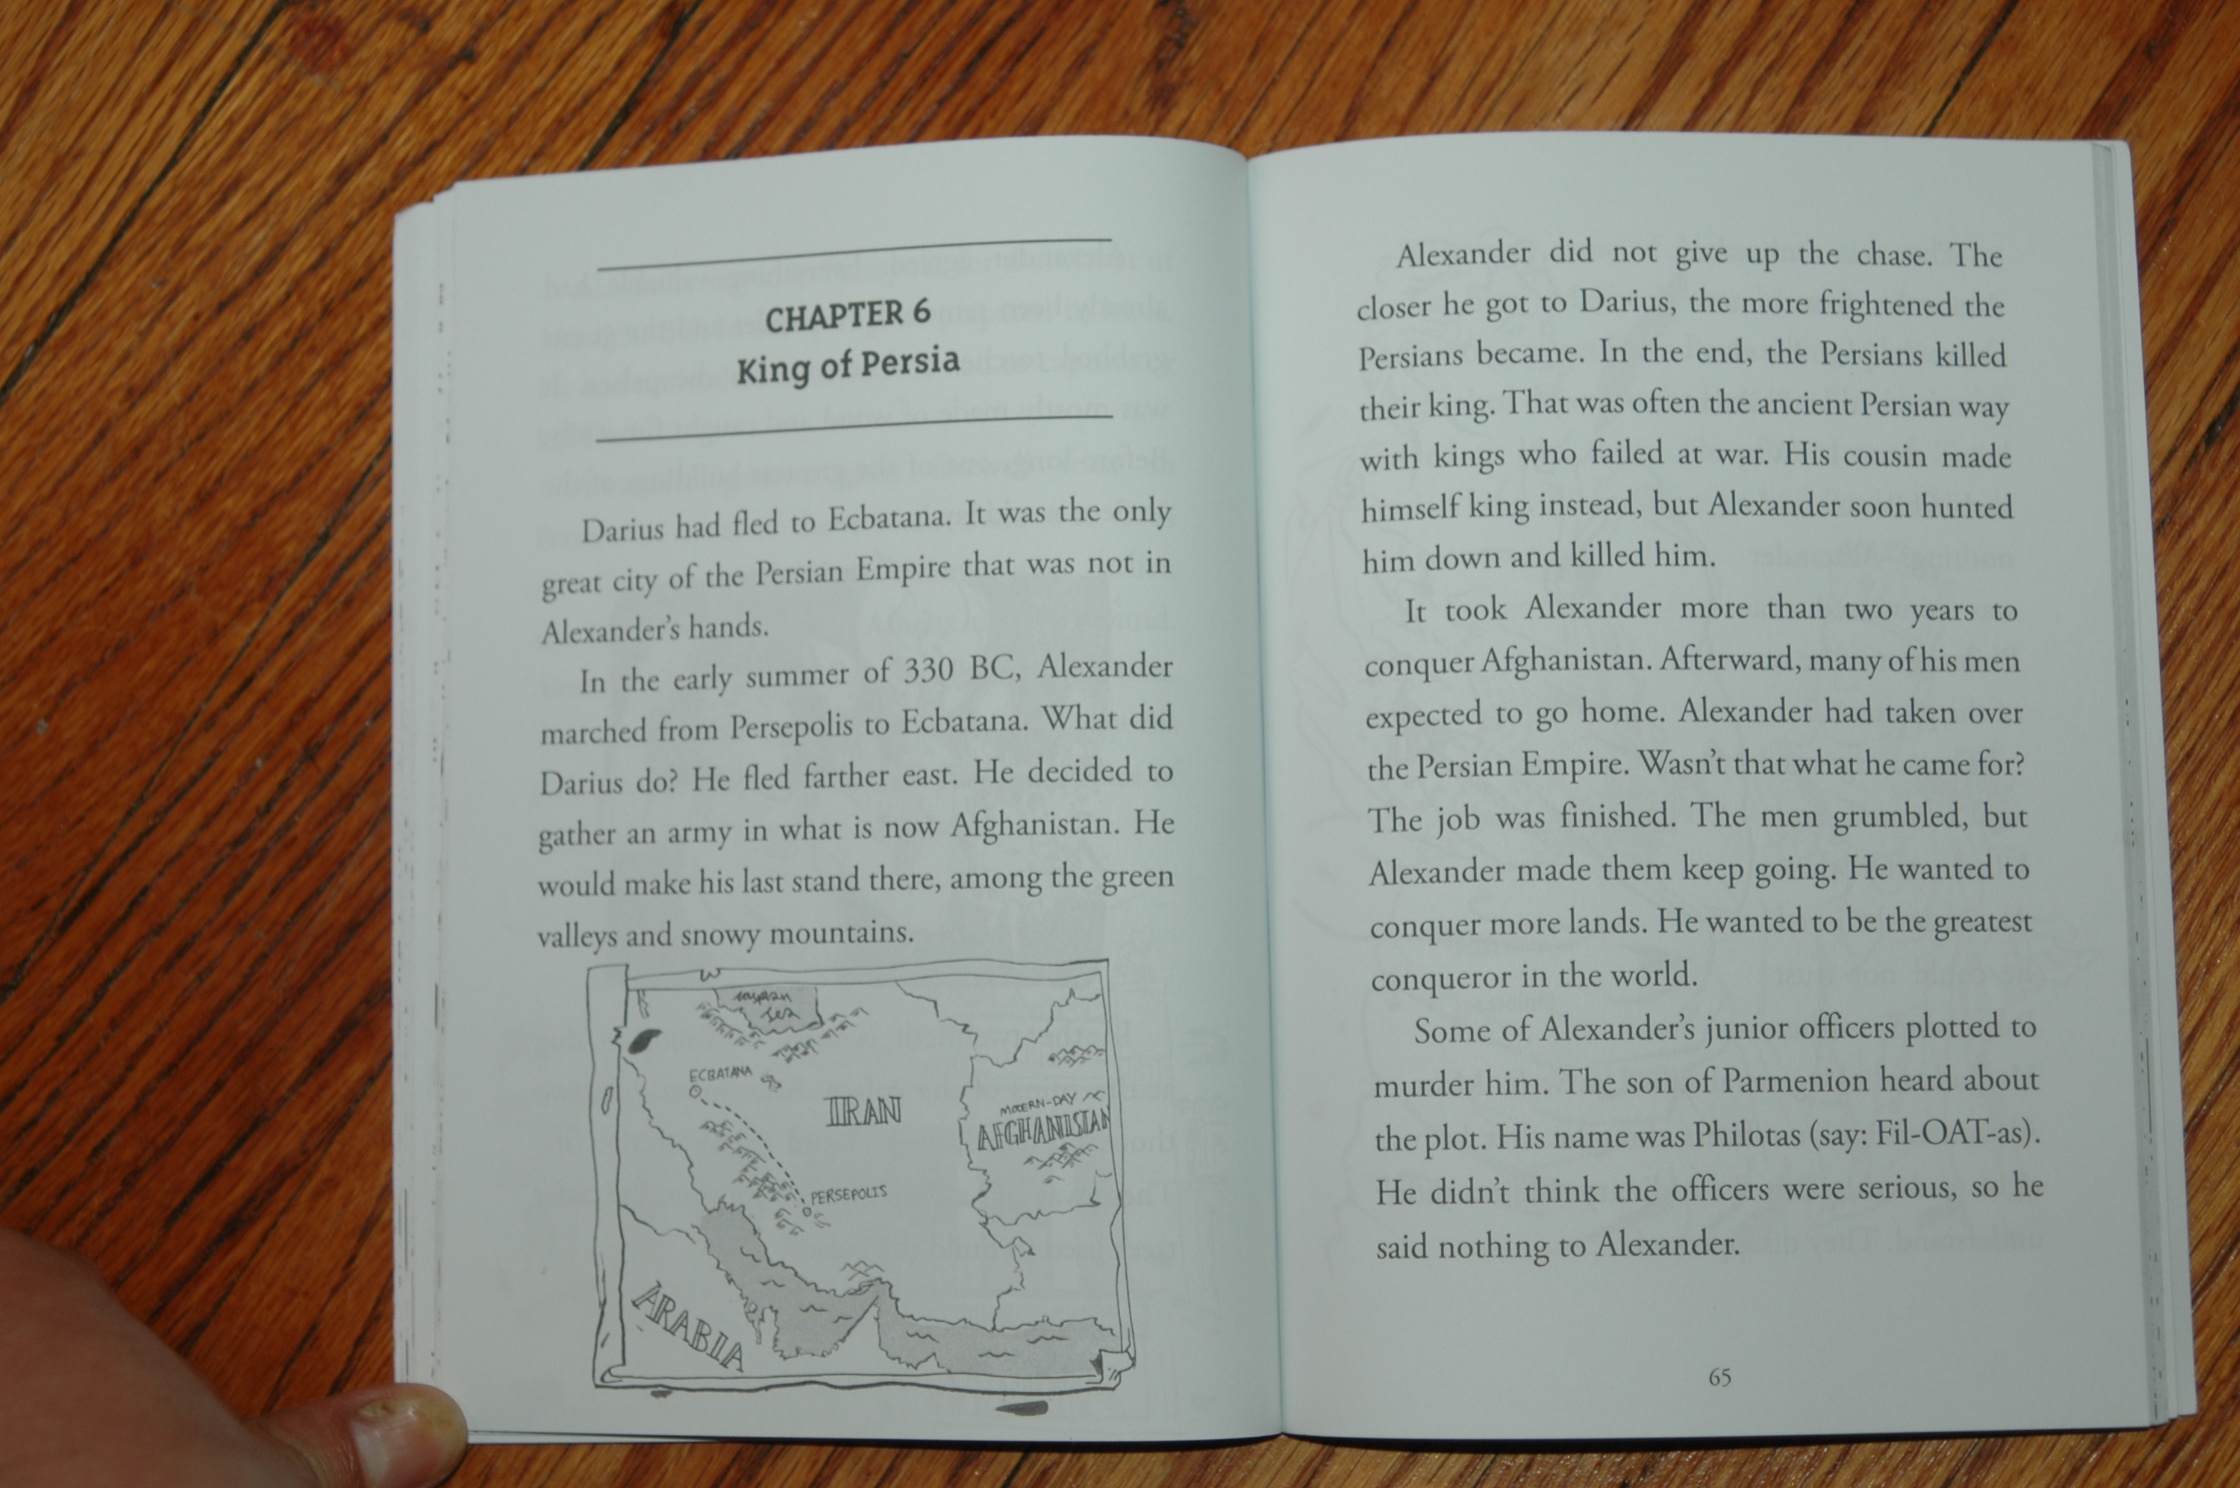 CHAPTER 6
King of Persia
Darius had fled to Ecbatana. It was the only
great city of the Persian Empire that was not in
Alexander's hands.
In the early summer of 330 BC, Alexander
marched from Persepolis to Ecbatana. What did
Darius do? He fled farther east. He decided to
gather an army in what is now Afghanistan. He
would make his last stand there, among the green
valleys and snowy mountains.
Sea
ECBATANA
IRAN
MODERN-DAY
AFGHANISTAN
PERSEPOLIS
ARABIA
Alexander did not give up the chase. The
closer he got to Darius, the more frightened the
Persians became. In the end, the Persians killed
their king. That was often the ancient Persian way
with kings who failed at war. His cousin made
himself king instead, but Alexander soon hunted
him down and killed him.
It took Alexander more than two years to
conquer Afghanistan. Afterward, many of his men
expected to go home. Alexander had taken over
the Persian Empire. Wasn't that what he came for?
The job was finished. The men grumbled, but
Alexander made them keep going. He wanted to
conquer more lands. He wanted to be the greatest
conqueror in the world.
Some of Alexander's junior officers plotted to
murder him. The son of Parmenion heard about
the plot. His name was Philotas (say: Fil-OAT-as).
He didn't think the officers were serious, so he
said nothing to Alexander.
65